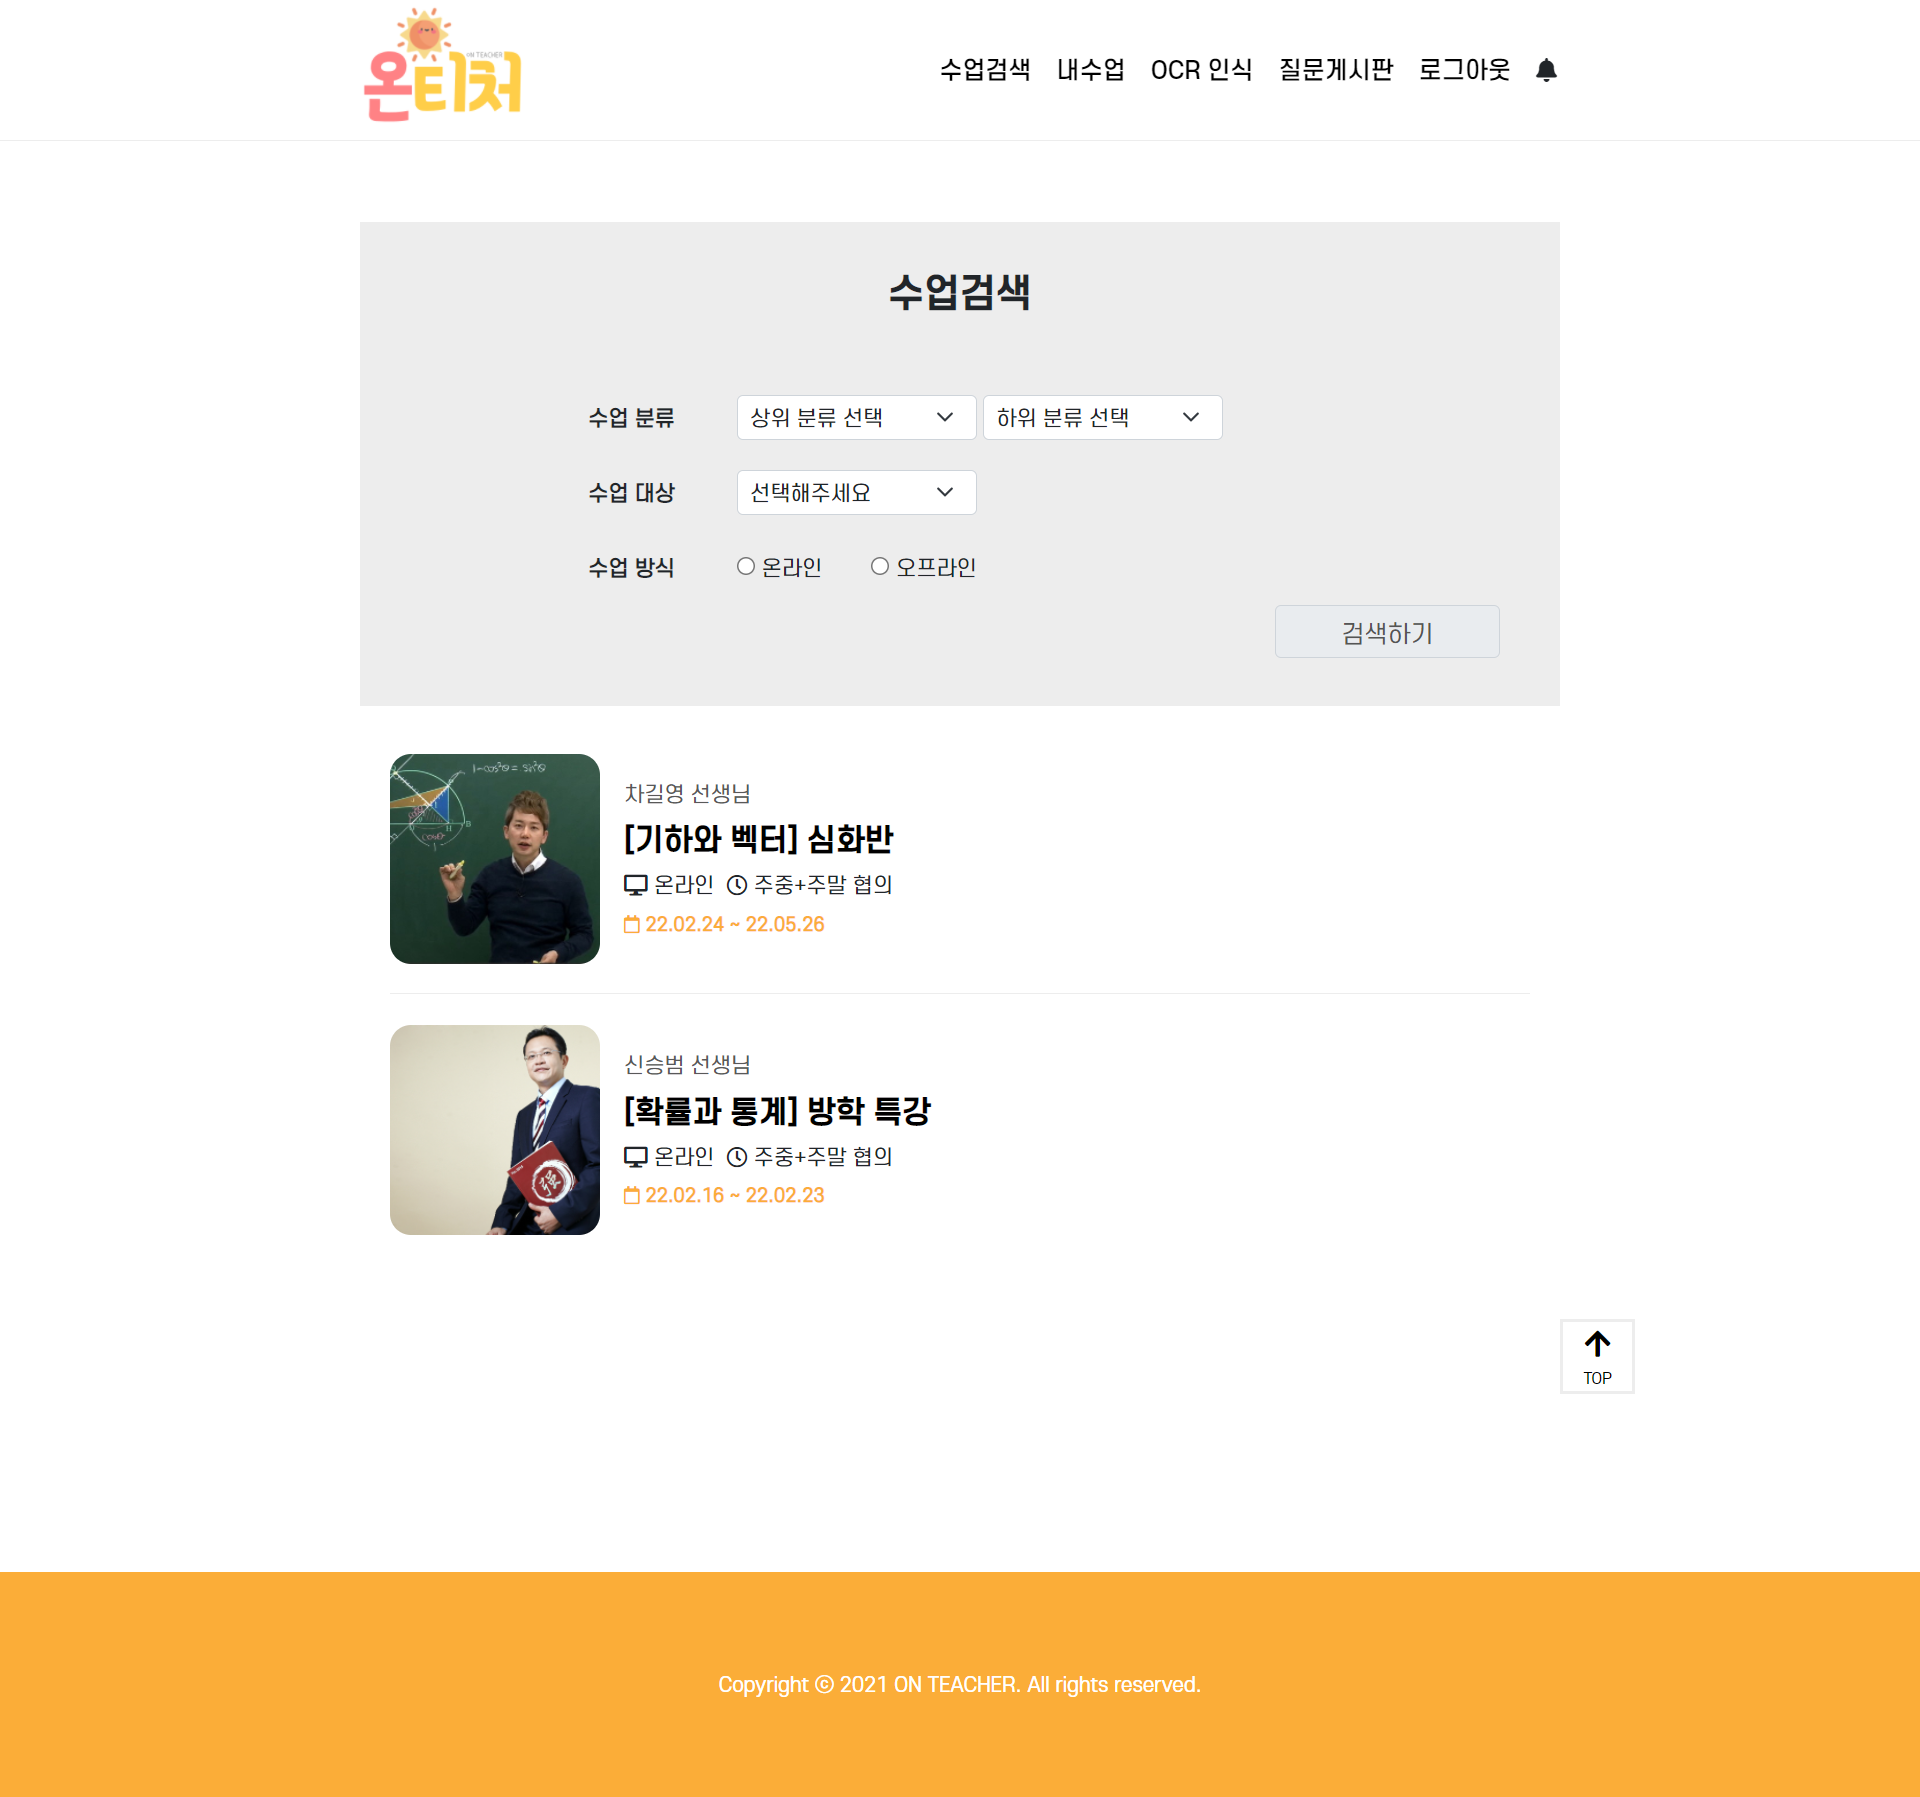 ON TEACHER
온티처
수업검색 내수업 OCR 인식 질문게시판 로그아웃
수업검색
수업 분류 상위 분류 선택 하위 분류 선택
수업 대상 선택해주세요
수업 방식 온라인 오프라인
검색하기
1-cos²θ = sin²θ
차길영 선생님
[기하와 벡터] 심화반
온라인 주중+주말 협의
22.02.24 ~ 22.05.26
신승범 선생님
[확률과 통계] 방학 특강
온라인 주중+주말 협의
22.02.16 ~ 22.02.23
TOP
Copyright ⓒ 2021 ON TEACHER. All rights reserved.